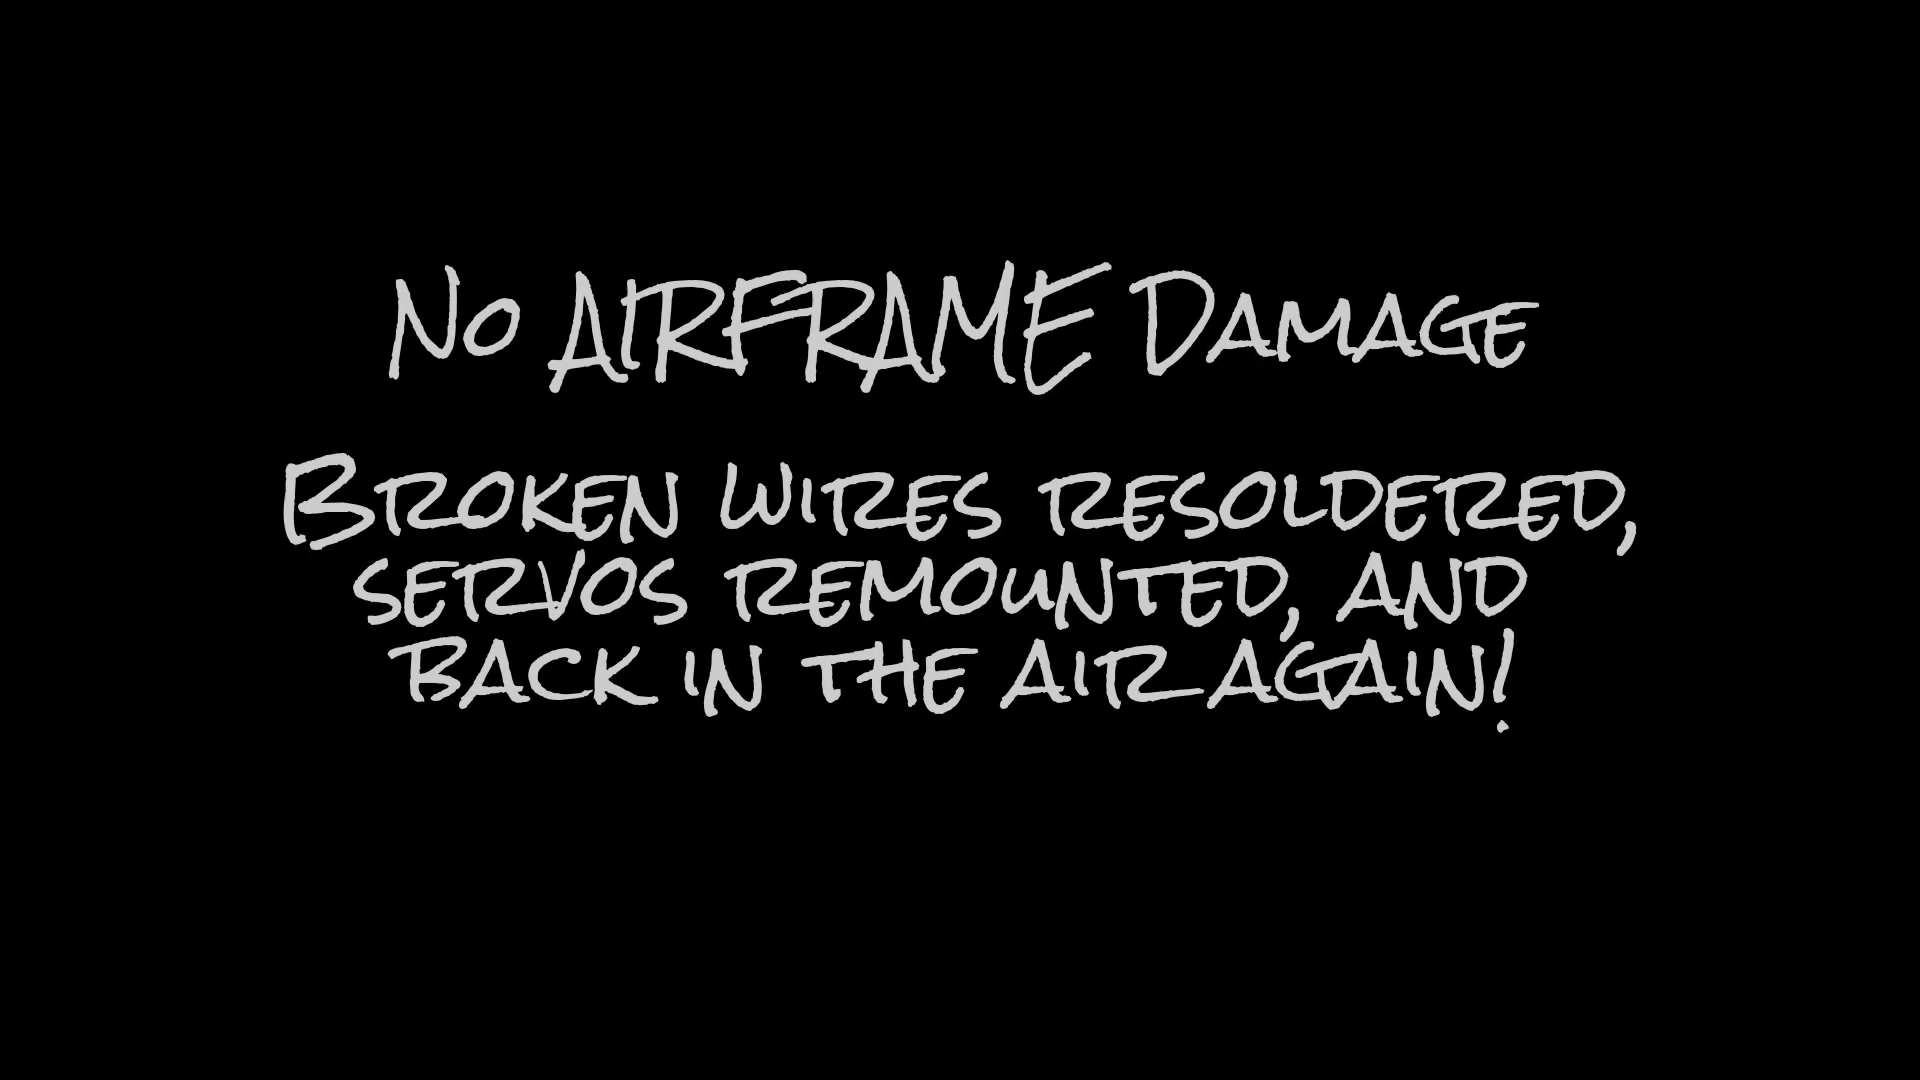 No AIRFRAME Damage
Broken wires resoldered,
servos remounted, and
back in the air again!